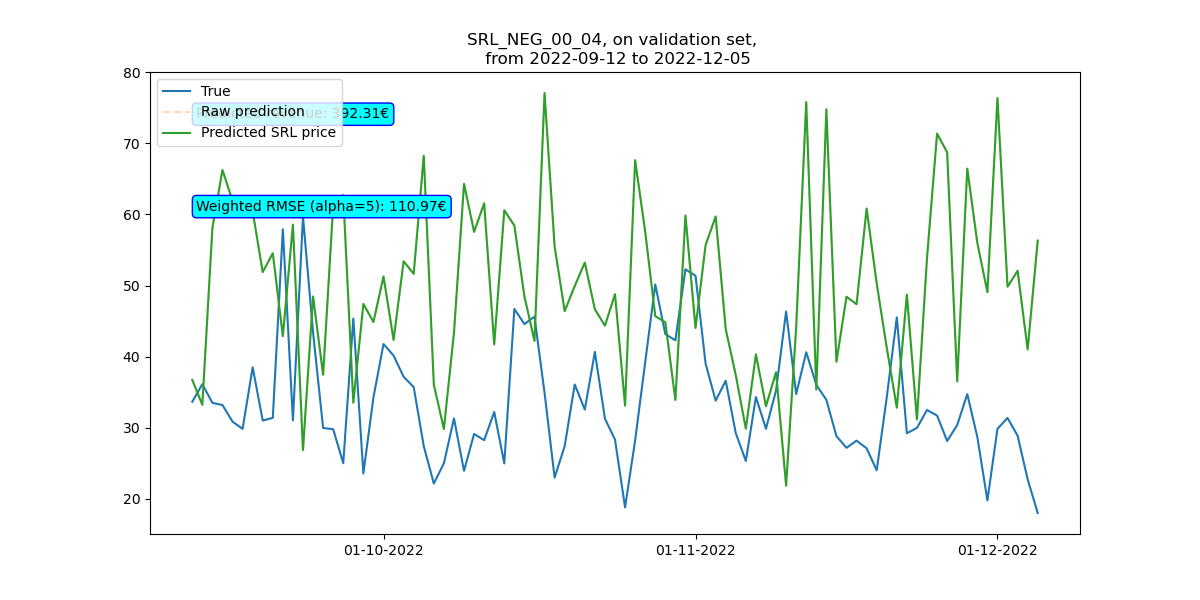 SRL_NEG_00_04, on validation set,
from 2022-09-12 to 2022-12-05
True
Raw prediction
Predicted SRL price
ue: 392.31€
Weighted RMSE (alpha=5): 110.97€
80
70
60
50
40
30
20
01-10-2022
01-11-2022
01-12-2022